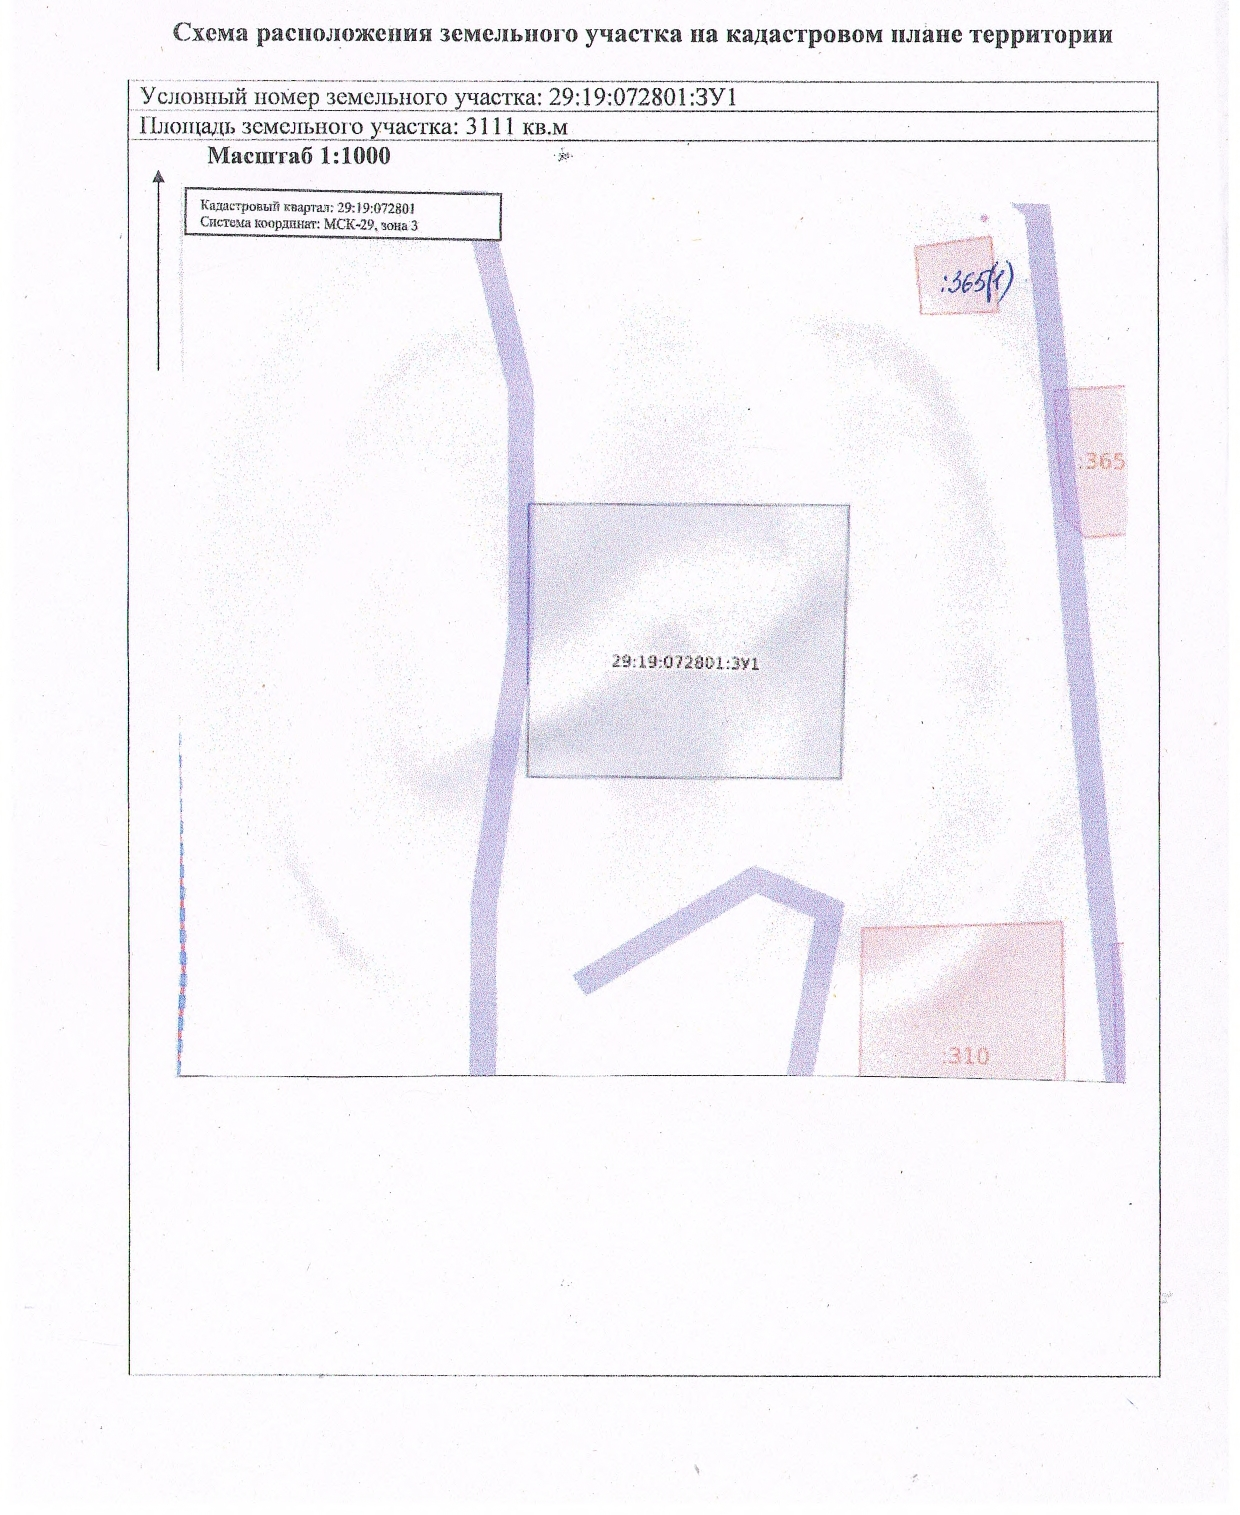 Схема расположения земельного участка на кадастровом плане территории
Условный номер земельного участка: 29:19:072801:ЗУ1
Площадь земельного участка: 3111 кв.м
Масштаб 1:1000
Кадастровый квартал: 29:19:072801
Система координат: МСК-29, зона 3
:365(1)
:365
29:19:072801:ЗУ1
:310